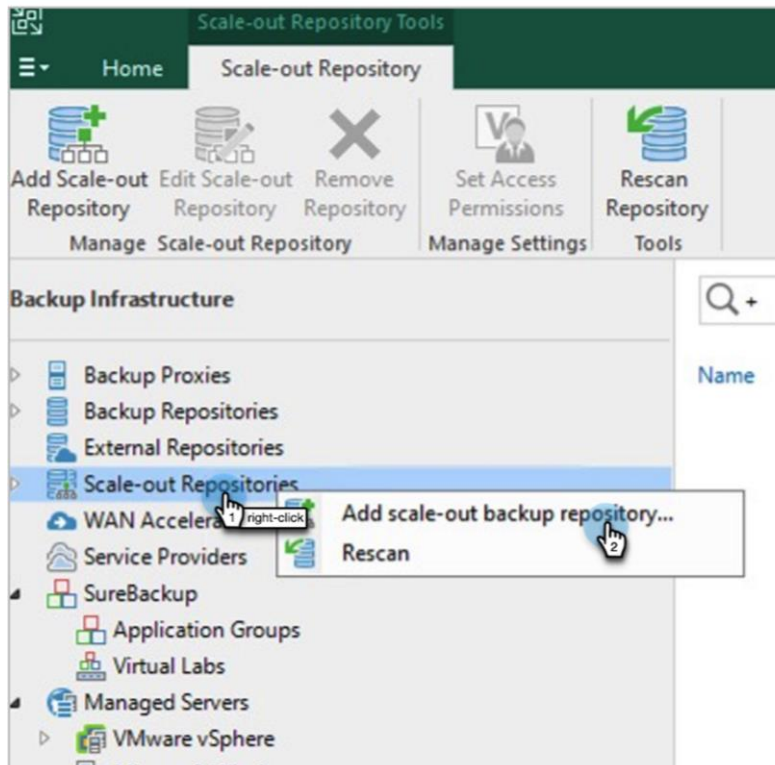 Scale-out Repository Tools
Home Scale-out Repository
Add Scale-out Repository
Edit Scale-out Repository
Remove Repository
Set Access Permissions
Rescan Repository
Manage Scale-out Repository
Manage Settings
Tools
Backup Infrastructure
Name
Backup Proxies
Backup Repositories
External Repositories
Scale-out Repositories
1 right-click
Add scale-out backup repository...
2
WAN
Rescan
Service Providers
SureBackup
Application Groups
Virtual Labs
Managed Servers
VMware vSphere